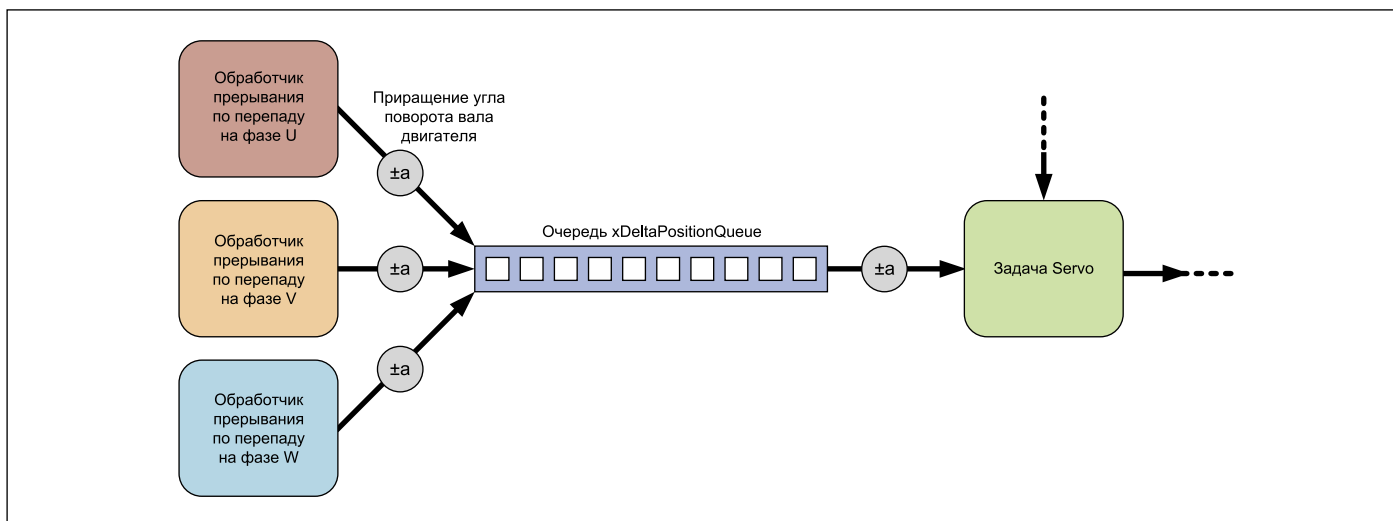 Обработчик
прерывания
по перепаду
на фазе U
Приращение угла
поворота вала
двигателя
±a
Обработчик
прерывания
по перепаду
на фазе V
±a
Очередь xDeltaPositionQueue
±a
Задача Servo
Обработчик
прерывания
по перепаду
на фазе W
±a